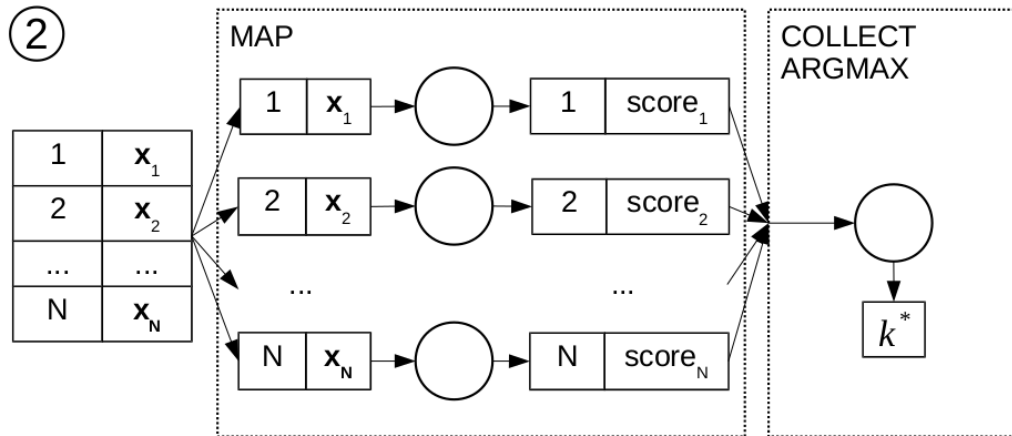 2
MAP
COLLECT
ARGMAX
1 x1
2 x2
... ...
N xN
1 x1 1 score1
2 x2 2 score2
... ...
N xN N scoreN
k*